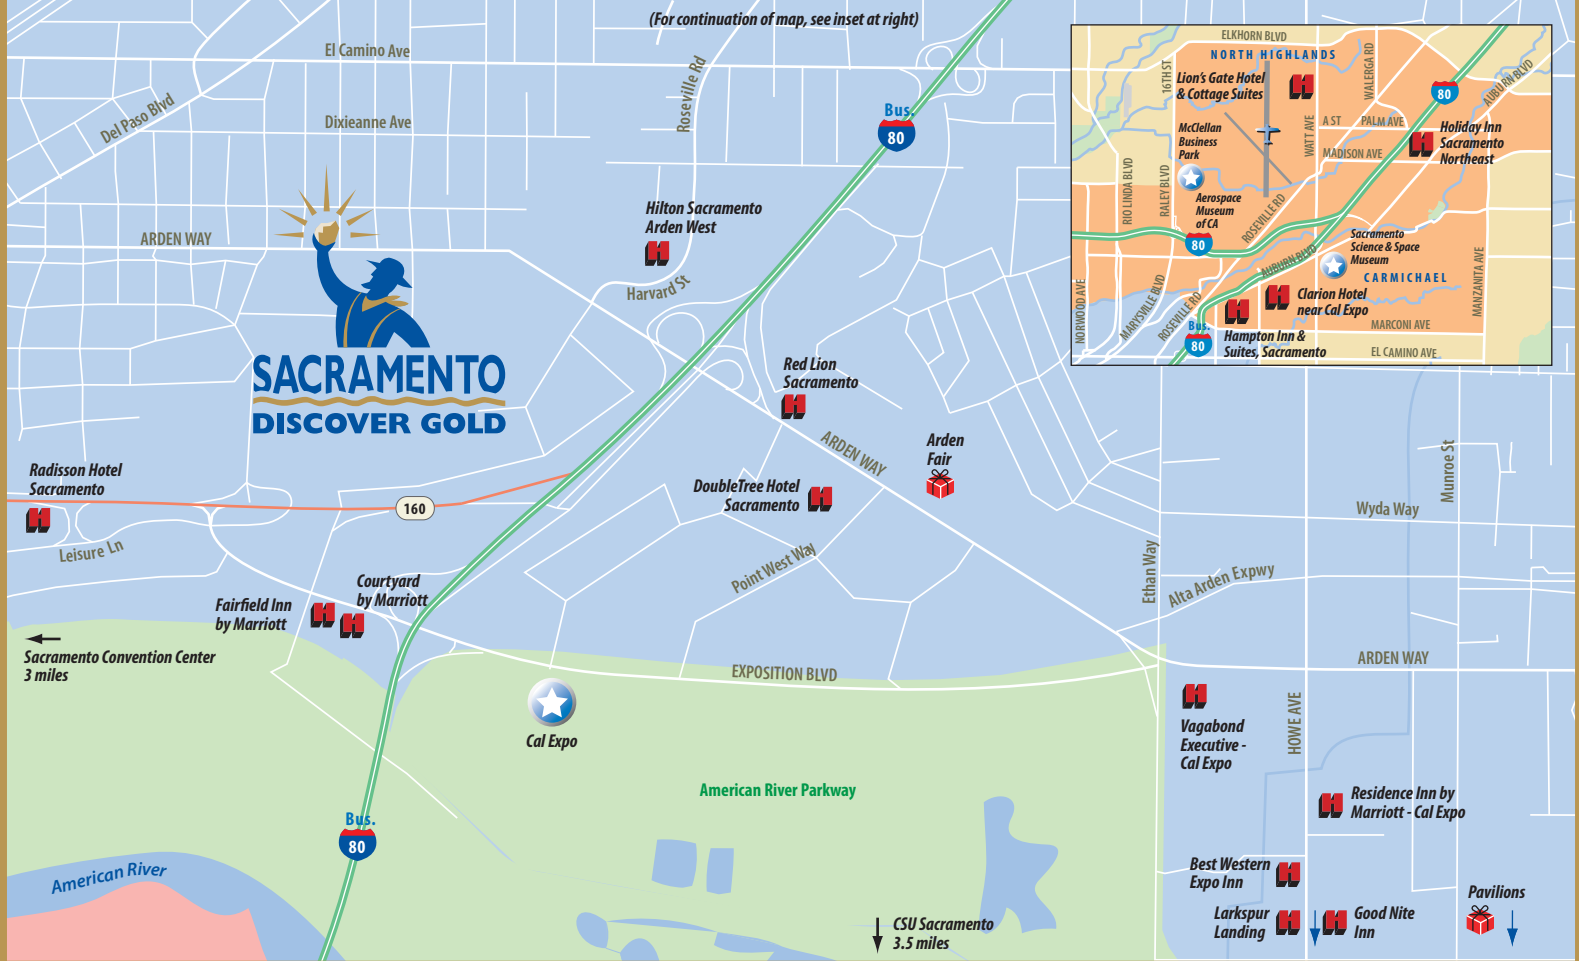 (For continuation of map, see inset at right)
El Camino Ave
Del Paso Blvd
Dixieanne Ave
Roseville Rd
Bus.
80
ARDEN WAY
Hilton Sacramento
Arden West
Harvard St
SACRAMENTO
DISCOVER GOLD
Red Lion
Sacramento
ARDEN WAY
Arden
Fair
Radisson Hotel
Sacramento
160
DoubleTree Hotel
Sacramento
Leisure Ln
Point West Way
Courtyard
by Marriott
Fairfield Inn
by Marriott
Sacramento Convention Center
3 miles
EXPOSITION BLVD
Cal Expo
American River Parkway
Bus.
80
American River
CSU Sacramento
3.5 miles
Munroe St
Wyda Way
Ethan Way
Alta Arden Expwy
ARDEN WAY
HOWE AVE
Vagabond
Executive -
Cal Expo
Residence Inn by
Marriott - Cal Expo
Best Western
Expo Inn
Larkspur
Landing
Good Nite
Inn
Pavilions
ELKHORN BLVD
NORTH HIGHLANDS
16TH ST
Lion's Gate Hotel
& Cottage Suites
WALERGA RD
80
AUBURN BLVD
McClellan
Business
Park
WATT AVE
A ST
PALM AVE
MADISON AVE
Holiday Inn
Sacramento
Northeast
RIO LINDA BLVD
RALEY BLVD
Aerospace
Museum
of CA
ROSEVILLE RD
80
AUBURN BLVD
Sacramento
Science & Space
Museum
CARMICHAEL
MANZANITA AVE
NORWOOD AVE
MARYSVILLE BLVD
ROSEVILLE RD
Clarion Hotel
near Cal Expo
Bus.
80
Hampton Inn &
Suites, Sacramento
MARCONI AVE
EL CAMINO AVE